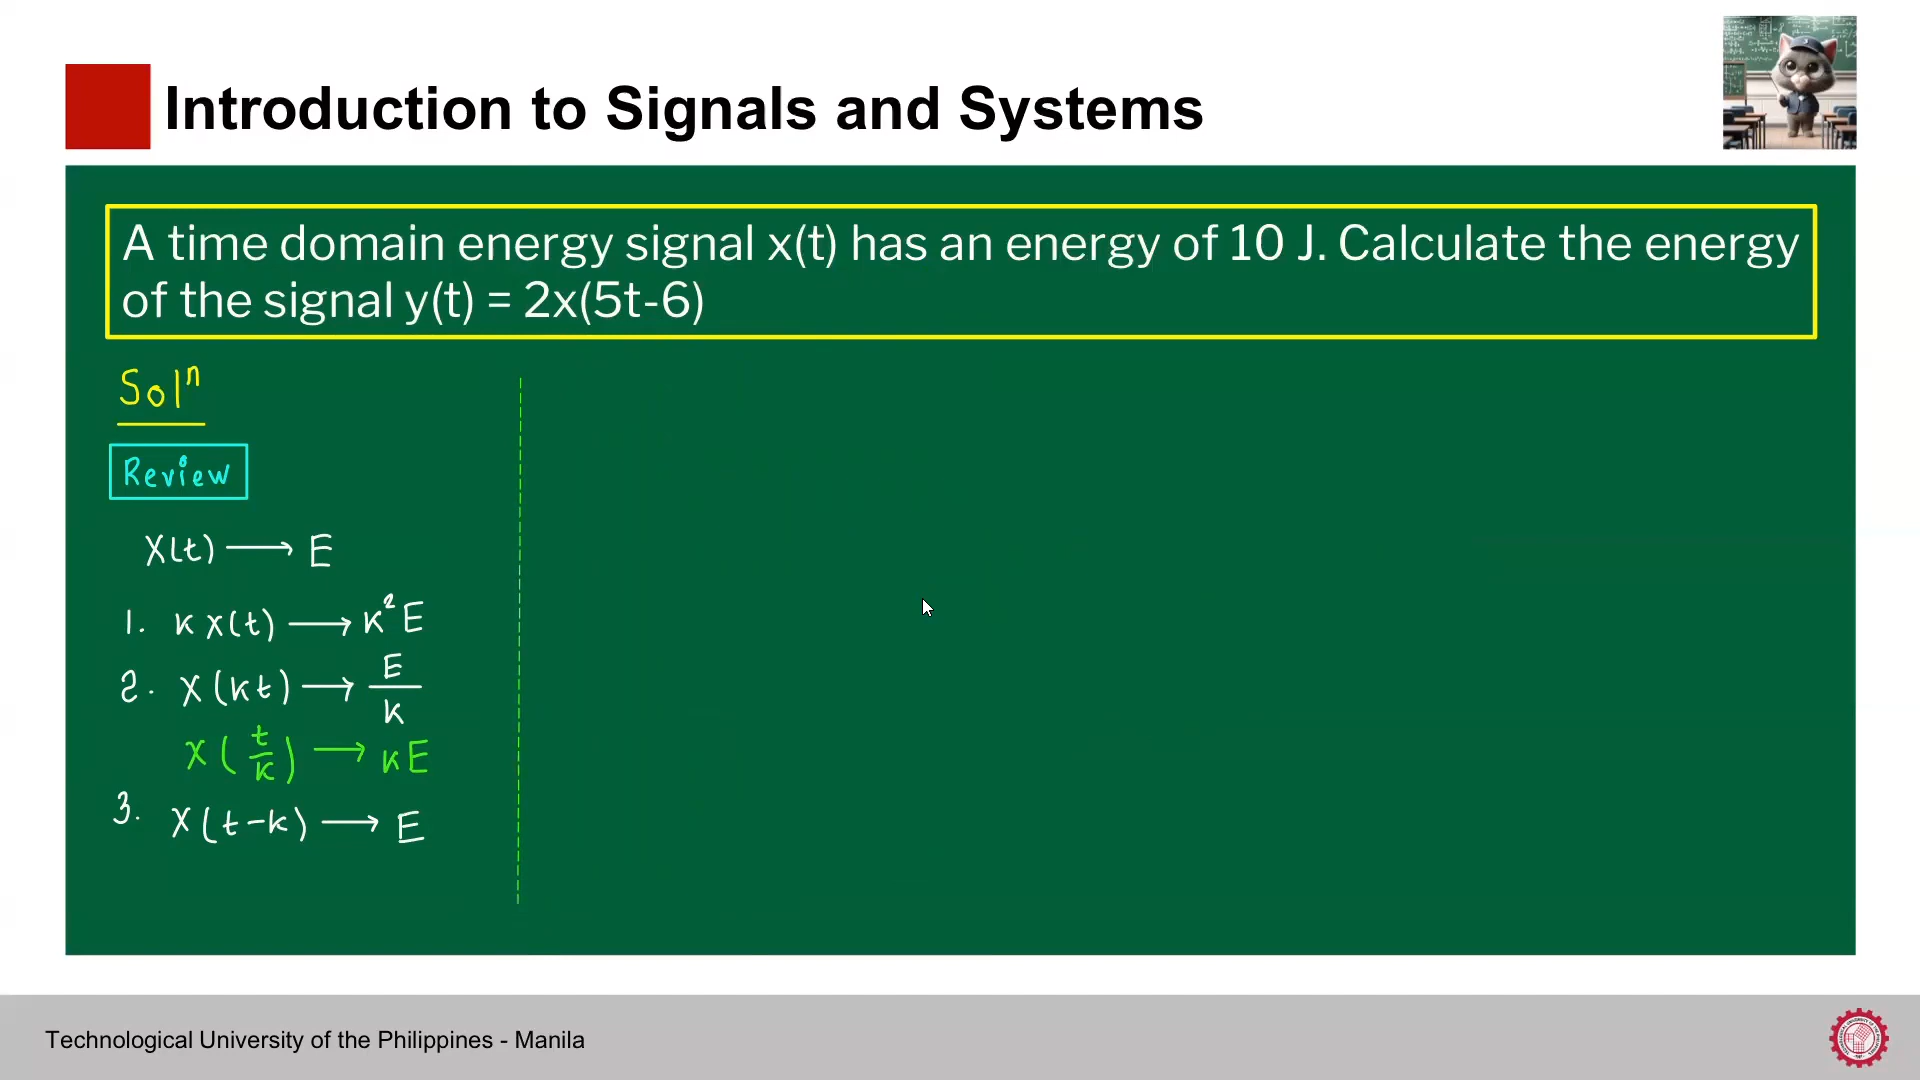 Introduction to Signals and Systems
A time domain energy signal x(t) has an energy of 10 J. Calculate the energy
of the signal y(t) = 2x(5t-6)
Solⁿ
Review
X(t) ⟶ E
1. K X(t) ⟶ K² E
2. X(Kt) ⟶ E/K
X(t/K) ⟶ KE
3. X(t-K) ⟶ E
Technological University of the Philippines - Manila